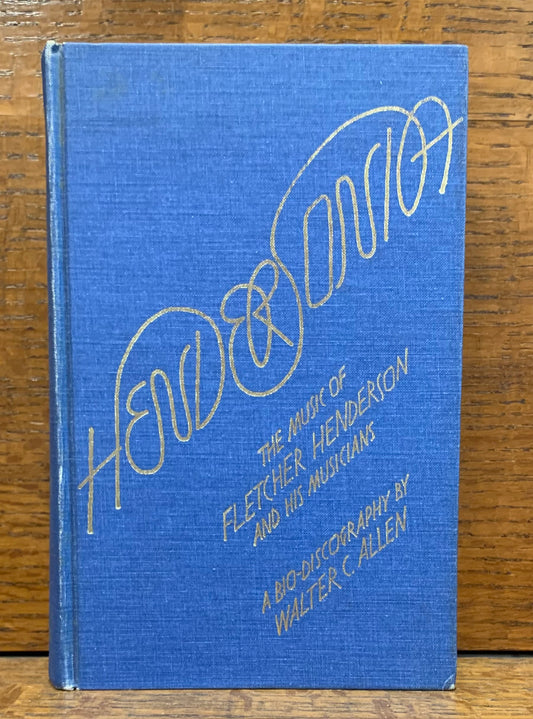 HENDERSONIA
THE MUSIC OF
FLETCHER HENDERSON
AND HIS MUSICIANS
A BIO-DISCOGRAPHY BY
WALTER C. ALLEN